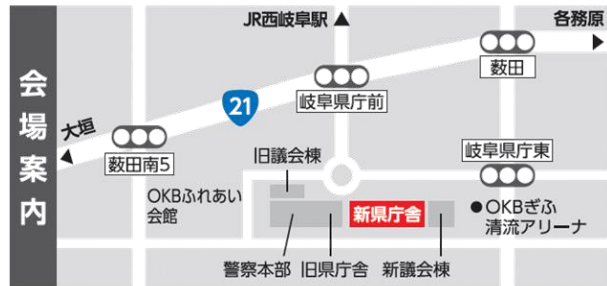 会場案内
JR西岐阜駅▲
各務原
▶
薮田
岐阜県庁前
21
大垣
◀
薮田南5
岐阜県庁東
旧議会棟
OKBふれあい
会館
新県庁舎
●OKBぎふ
清流アリーナ
警察本部
旧県庁舎
新議会棟